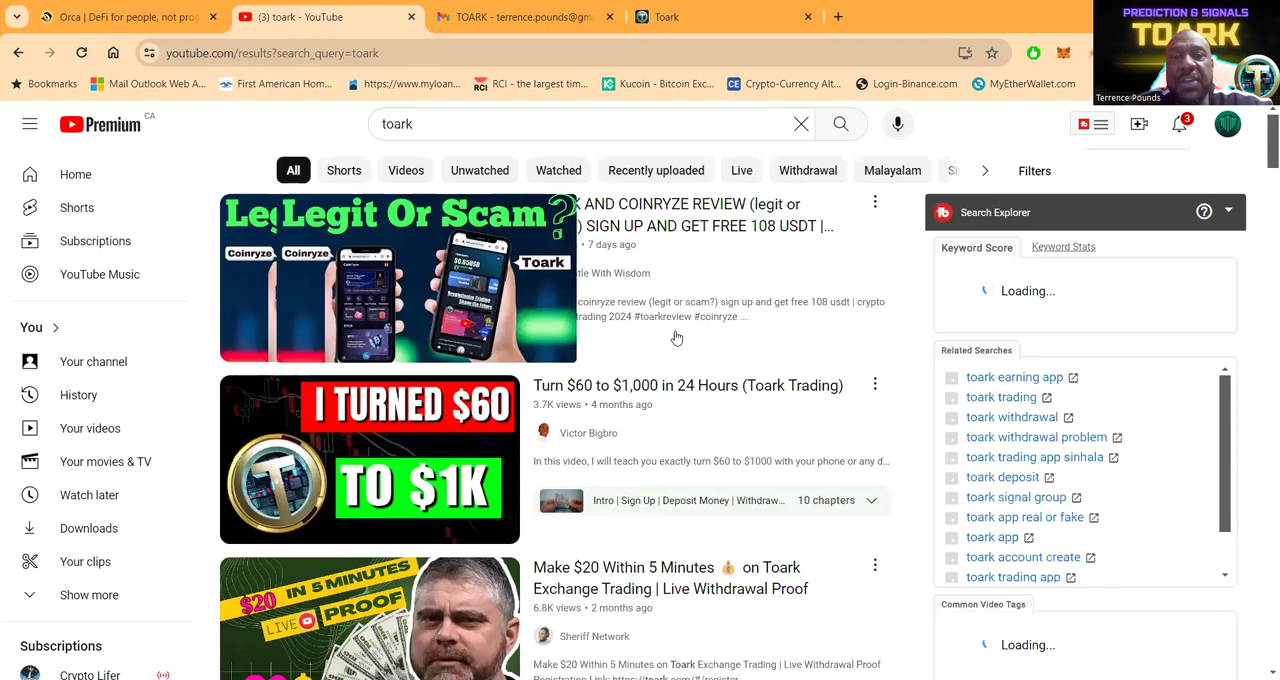 Orca | DeFi for people, not prog
(3) toark - YouTube
TOARK - terrence.pounds@gm
Toark
youtube.com/results?search_query=toark
Bookmarks
Mail Outlook Web A...
First American Hom...
https://www.myloan...
RCI - the largest tim...
Kucoin - Bitcoin Exc...
Crypto-Currency Alt...
Login-Binance.com
MyEtherWallet.com
PREDICTION & SIGNALS
TOARK
Terrence Pounds
Premium CA
toark
3
All
Shorts
Videos
Unwatched
Watched
Recently uploaded
Live
Withdrawal
Malayalam
Si
Filters
Home
Shorts
Subscriptions
YouTube Music
You
Your channel
History
Your videos
Your movies & TV
Watch later
Downloads
Your clips
Show more
Subscriptions
Crypto Lifer
Leg Legit Or Scam?
Coinryze
Coinryze
Toark
K AND COINRYZE REVIEW (legit or
) SIGN UP AND GET FREE 108 USDT |...
• 7 days ago
tle With Wisdom
coinryze review (legit or scam?) sign up and get free 108 usdt | crypto
trading 2024 #toarkreview #coinryze ...
I TURNED $60
TO $1K
Turn $60 to $1,000 in 24 Hours (Toark Trading)
3.7K views • 4 months ago
Victor Bigbro
In this video, I will teach you exactly turn $60 to $1000 with your phone or any d...
Intro | Sign Up | Deposit Money | Withdraw...
10 chapters
$20 IN 5 MINUTES
LIVE PROOF
Make $20 Within 5 Minutes 💰 on Toark
Exchange Trading | Live Withdrawal Proof
6.8K views • 2 months ago
Sheriff Network
Make $20 Within 5 Minutes on Toark Exchange Trading | Live Withdrawal Proof
Registration Link: https://toark.com/#/register
Search Explorer
Keyword Score
Keyword Stats
Loading...
Related Searches
toark earning app
toark trading
toark withdrawal
toark withdrawal problem
toark trading app sinhala
toark deposit
toark signal group
toark app real or fake
toark app
toark account create
toark trading app
Common Video Tags
Loading...